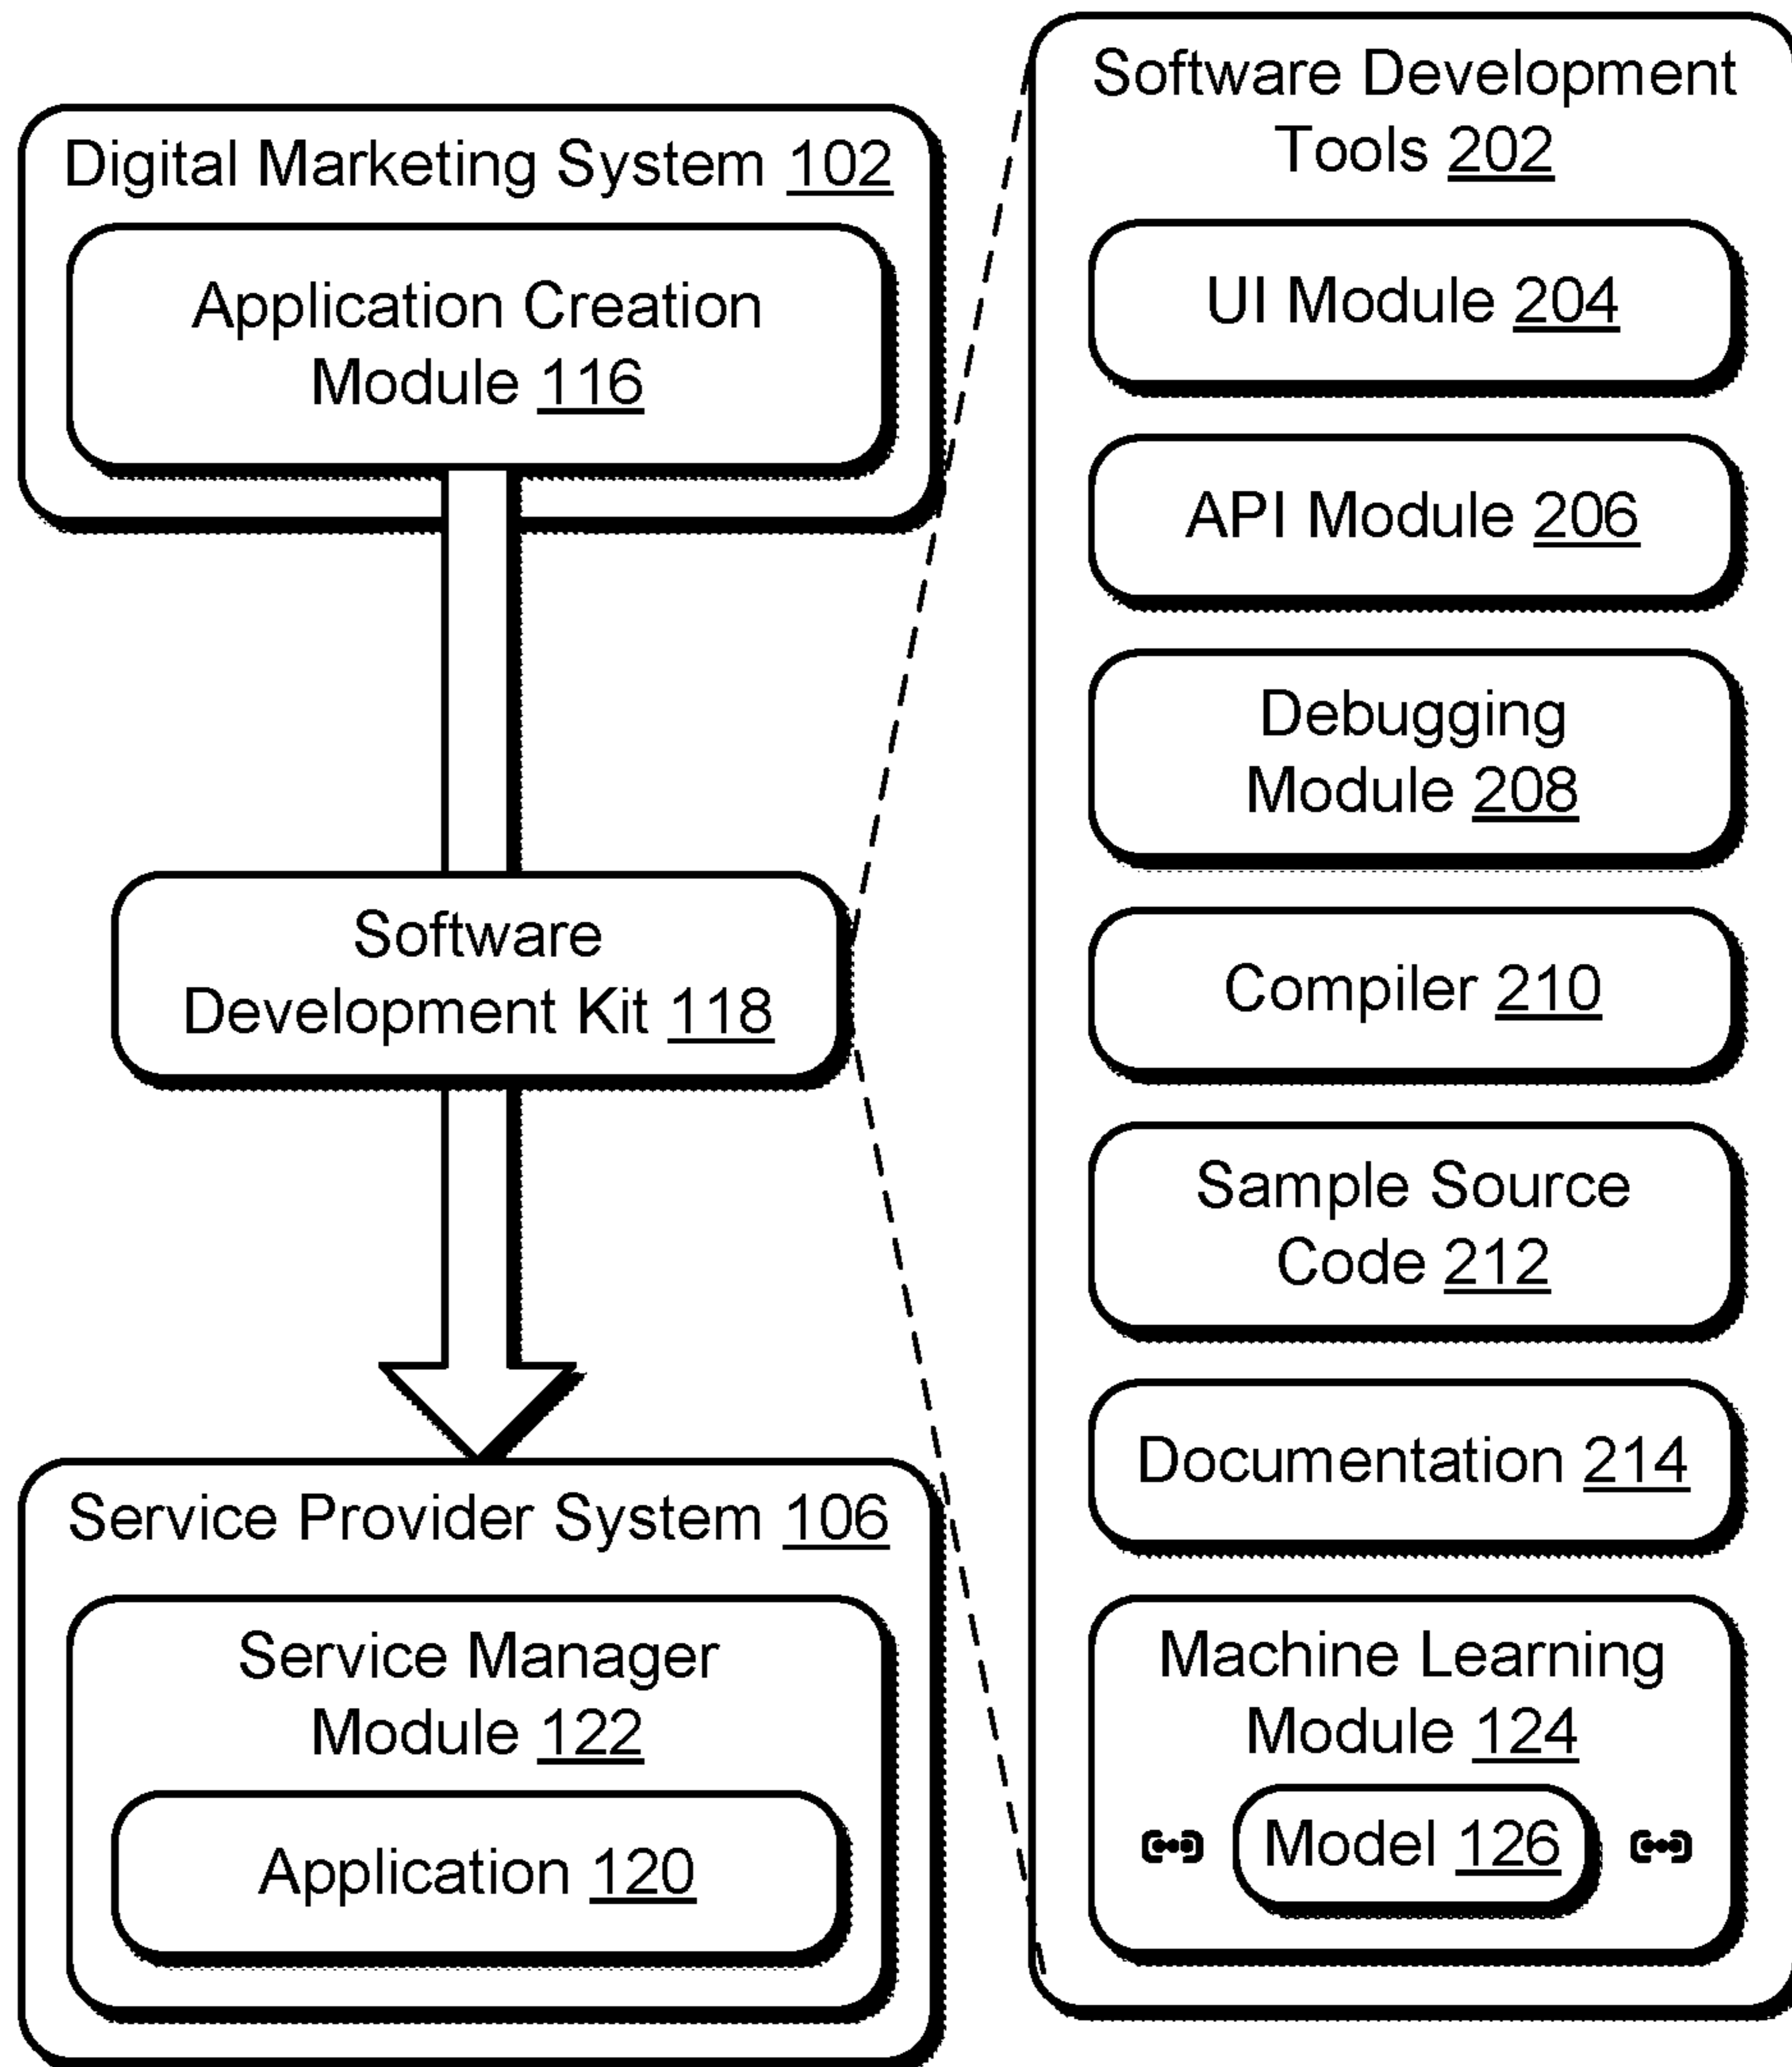 Digital Marketing System 102
Application Creation
Module 116
Software
Development Kit 118
Service Provider System 106
Service Manager
Module 122
Application 120
Software Development
Tools 202
UI Module 204
API Module 206
Debugging
Module 208
Compiler 210
Sample Source
Code 212
Documentation 214
Machine Learning
Module 124
Model 126